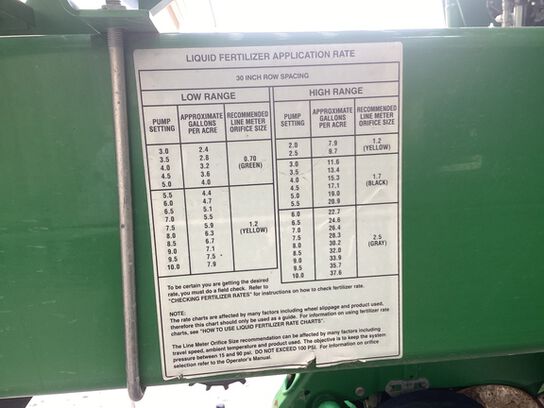 LIQUID FERTILIZER APPLICATION RATE
30 INCH ROW SPACING
LOW RANGE
PUMP SETTING APPROXIMATE GALLONS PER ACRE RECOMMENDED LINE METER ORIFICE SIZE
3.0 2.4
3.5 2.8
4.0 3.2
4.5 3.6
5.0 4.0
0.70
(GREEN)
5.5 4.4
6.0 4.7
6.5 5.1
7.0 5.5
7.5 5.9
8.0 6.3
8.5 6.7
9.0 7.1
9.5 7.5
10.0 7.9
1.2
(YELLOW)
HIGH RANGE
PUMP SETTING APPROXIMATE GALLONS PER ACRE RECOMMENDED LINE METER ORIFICE SIZE
2.0 7.9
2.5 9.7
1.2
(YELLOW)
3.0 11.6
3.5 13.4
4.0 15.3
4.5 17.1
5.0 19.0
5.5 20.9
1.7
(BLACK)
6.0 22.7
6.5 24.6
7.0 26.4
7.5 28.3
8.0 30.2
8.5 32.0
9.0 33.9
9.5 35.7
10.0 37.6
2.5
(GRAY)
To be certain you are getting the desired
rate, you must do a field check. Refer to
"CHECKING FERTILIZER RATES" for instructions on how to check fertilizer rate.
NOTE:
The rate charts are affected by many factors including wheel slippage and product used,
therefore this chart should only be used as a guide. For information on using fertilizer rate
charts, see "HOW TO USE LIQUID FERTILIZER RATE CHARTS".
The Line Meter Orifice Size recommendation can be affected by many factors including
travel speed, ambient temperature and product used. The objective is to keep the system
pressure between 15 and 90 psi. DO NOT EXCEED 100 PSI. For information on orifice
selection refer to the Operator's Manual.